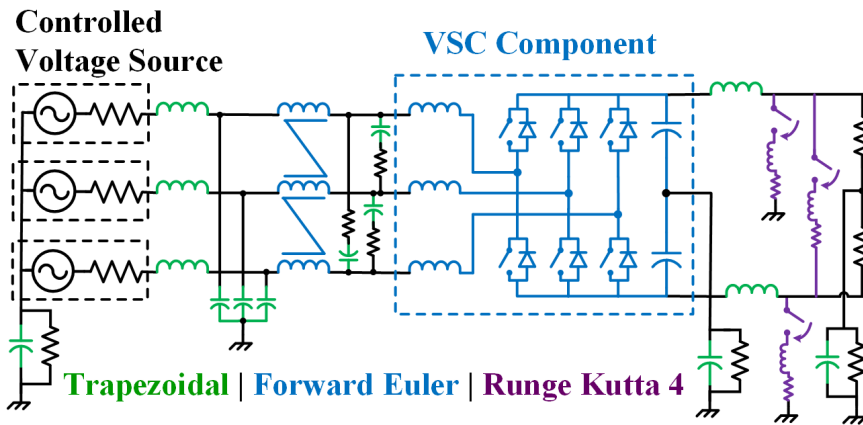 Controlled
Voltage Source
VSC Component
Trapezoidal | Forward Euler | Runge Kutta 4